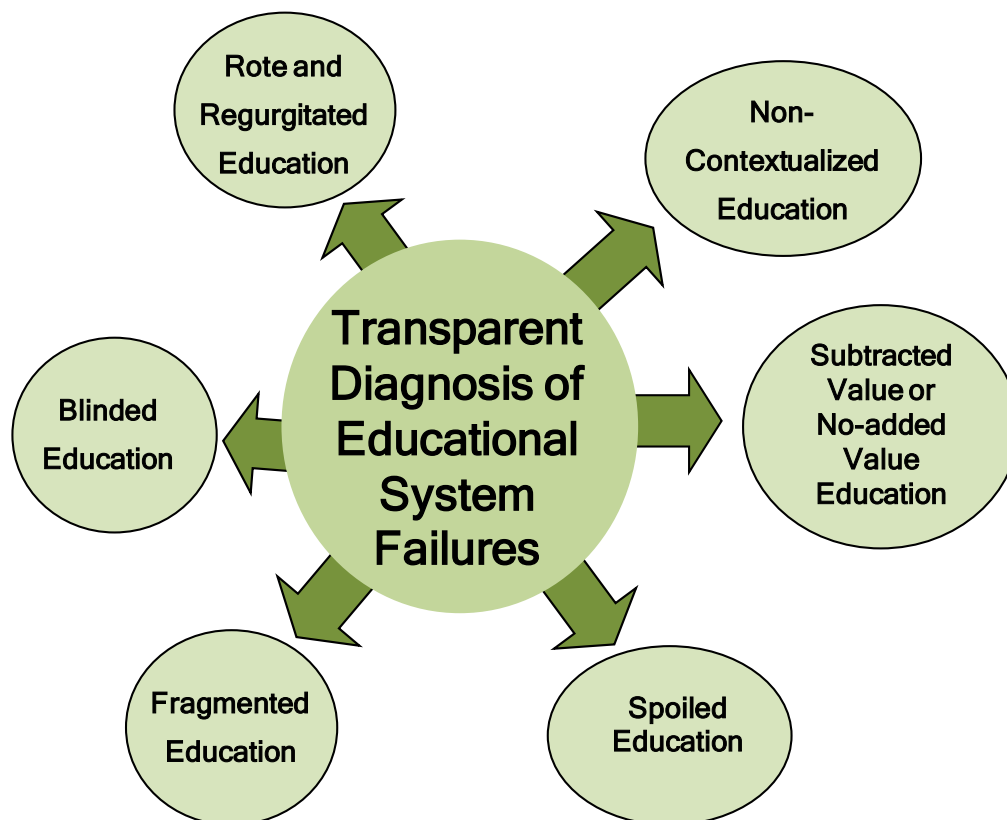 Rote and
Regurgitated
Education
Non-
Contextualized
Education
Transparent
Diagnosis of
Educational
System
Failures
Subtracted
Value or
No-added
Value
Education
Blinded
Education
Fragmented
Education
Spoiled
Education